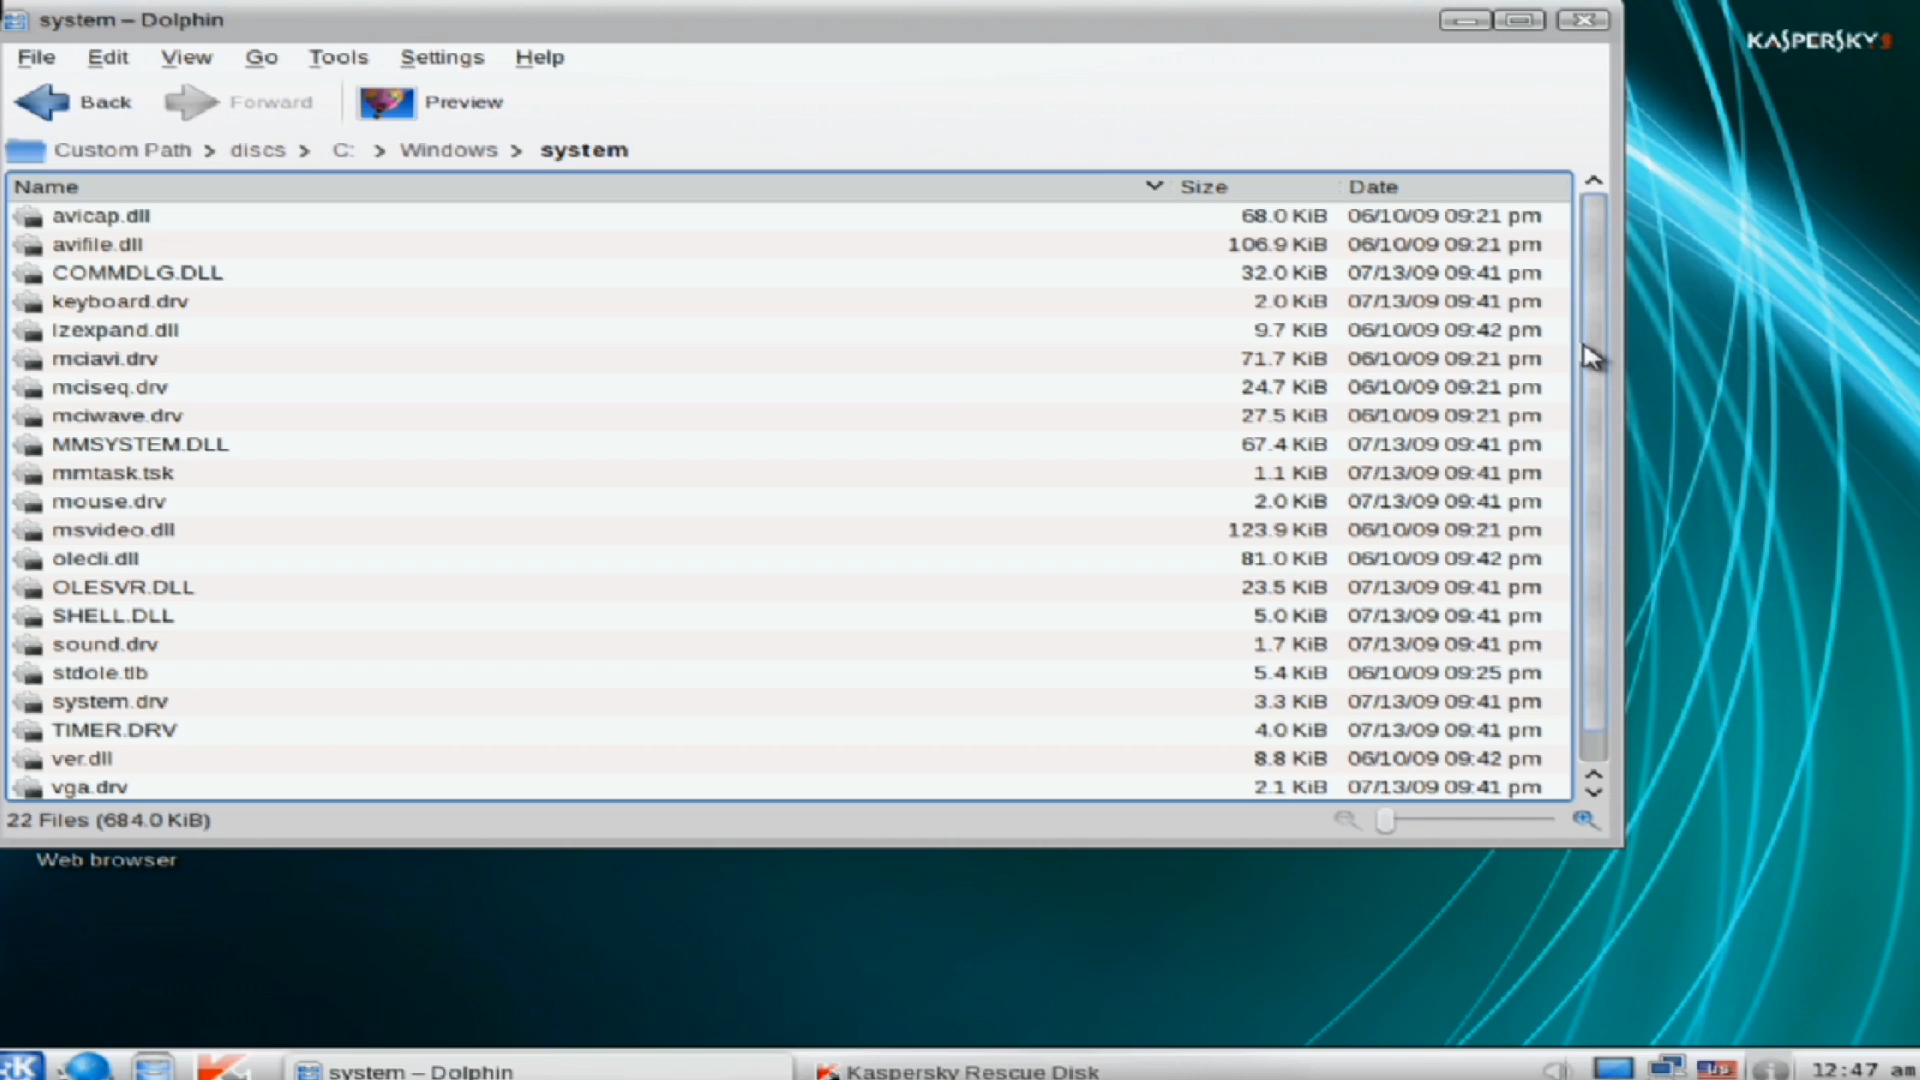 system – Dolphin
KASPERSKY
File Edit View Go Tools Settings Help
Back Forward Preview
Custom Path > discs > C: > Windows > system
Name Size Date
avicap.dll 68.0 KiB 06/10/09 09:21 pm
avifile.dll 106.9 KiB 06/10/09 09:21 pm
COMMDLG.DLL 32.0 KiB 07/13/09 09:41 pm
keyboard.drv 2.0 KiB 07/13/09 09:41 pm
lzexpand.dll 9.7 KiB 06/10/09 09:42 pm
mciavi.drv 71.7 KiB 06/10/09 09:21 pm
mciseq.drv 24.7 KiB 06/10/09 09:21 pm
mciwave.drv 27.5 KiB 06/10/09 09:21 pm
MMSYSTEM.DLL 67.4 KiB 07/13/09 09:41 pm
mmtask.tsk 1.1 KiB 07/13/09 09:41 pm
mouse.drv 2.0 KiB 07/13/09 09:41 pm
msvideo.dll 123.9 KiB 06/10/09 09:21 pm
olecli.dll 81.0 KiB 06/10/09 09:42 pm
OLESVR.DLL 23.5 KiB 07/13/09 09:41 pm
SHELL.DLL 5.0 KiB 07/13/09 09:41 pm
sound.drv 1.7 KiB 07/13/09 09:41 pm
stdole.tlb 5.4 KiB 06/10/09 09:25 pm
system.drv 3.3 KiB 07/13/09 09:41 pm
TIMER.DRV 4.0 KiB 07/13/09 09:41 pm
ver.dll 8.8 KiB 06/10/09 09:42 pm
vga.drv 2.1 KiB 07/13/09 09:41 pm
22 Files (684.0 KiB)
Web browser
system – Dolphin Kaspersky Rescue Disk us 12:47 am